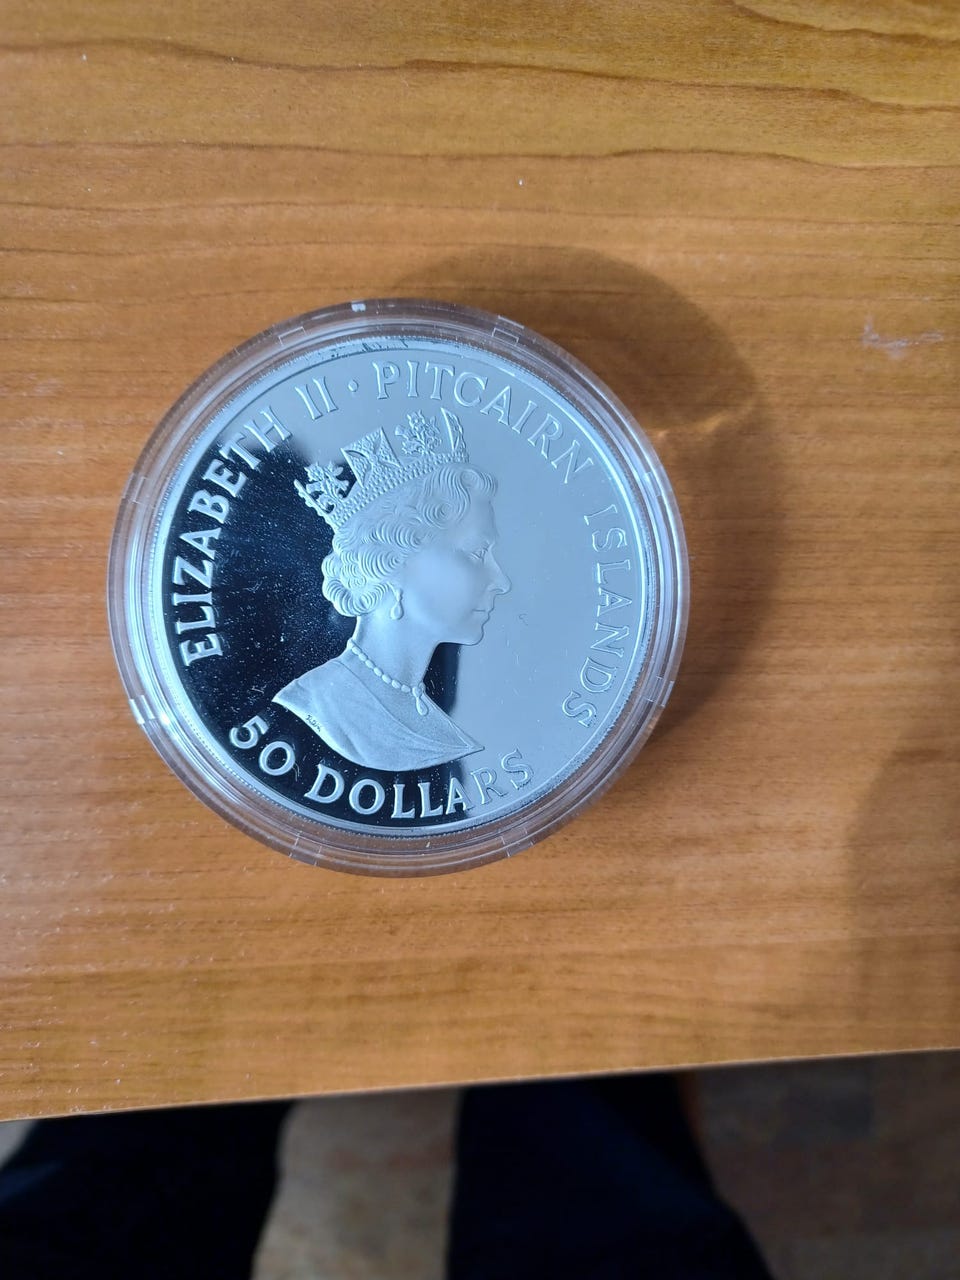 ELIZABETH II · PITCAIRN ISLANDS
50 DOLLARS